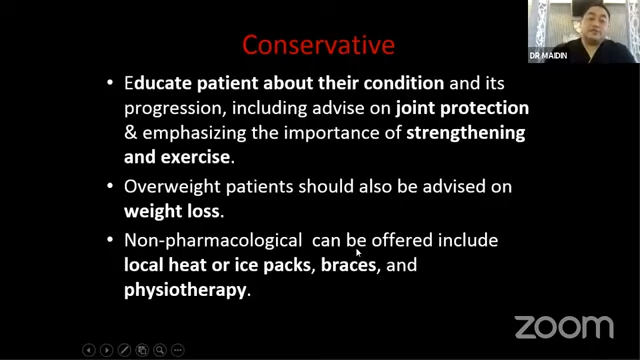 Conservative
DR MAIDIN
• Educate patient about their condition and its
progression, including advise on joint protection
& emphasizing the importance of strengthening
and exercise.
• Overweight patients should also be advised on
weight loss.
• Non-pharmacological can be offered include
local heat or ice packs, braces, and
physiotherapy.
zoom